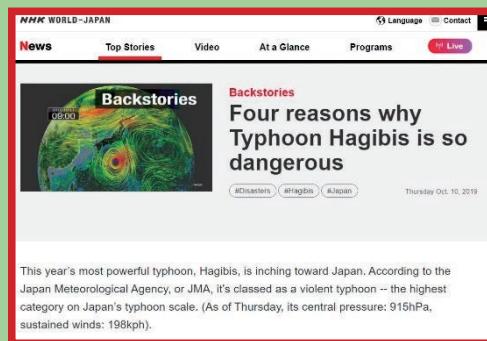 NHK WORLD-JAPAN
Language Contact
News Top Stories Video At a Glance Programs Live
Backstories
09:00
Backstories
Four reasons why
Typhoon Hagibis is so
dangerous
#Disasters #Hagibis #Japan Thursday Oct. 10, 2019
This year's most powerful typhoon, Hagibis, is inching toward Japan. According to the
Japan Meteorological Agency, or JMA, it's classed as a violent typhoon -- the highest
category on Japan's typhoon scale. (As of Thursday, its central pressure: 915hPa,
sustained winds: 198kph).